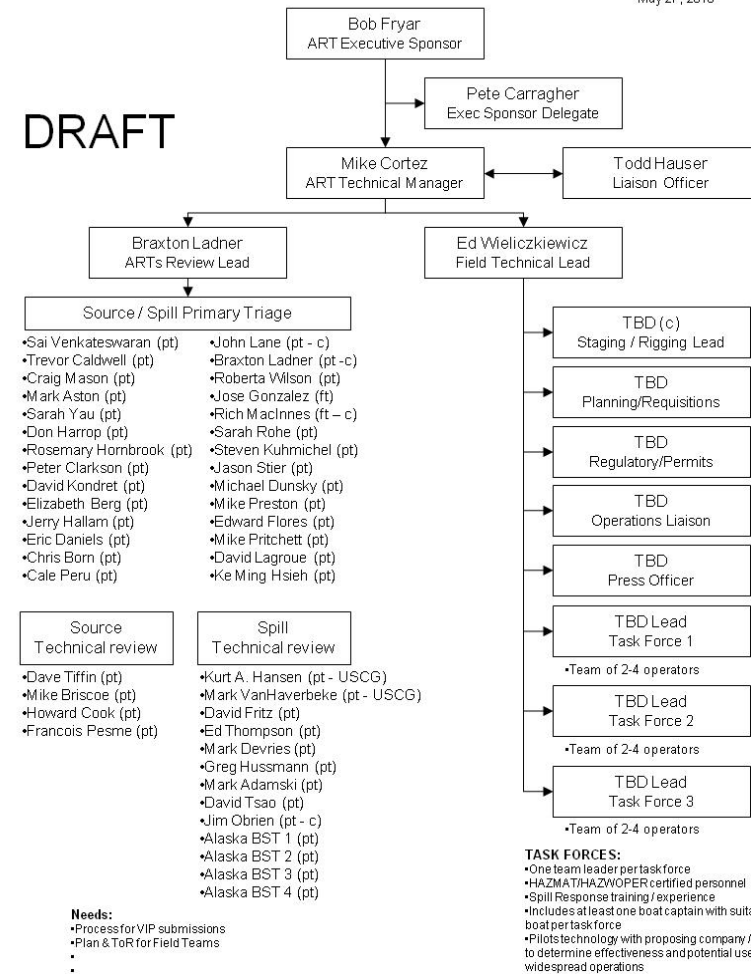 May 27, 2010
Bob Fryar
ART Executive Sponsor
Pete Carragher
Exec Sponsor Delegate
DRAFT
Mike Cortez
ART Technical Manager
Todd Hauser
Liaison Officer
Braxton Ladner
ARTs Review Lead
Ed Wieliczkiewicz
Field Technical Lead
Source / Spill Primary Triage
•Sai Venkateswaran (pt)
•Trevor Caldwell (pt)
•Craig Mason (pt)
•Mark Aston (pt)
•Sarah Yau (pt)
•Don Harrop (pt)
•Rosemary Hornbrook (pt)
•Peter Clarkson (pt)
•David Kondret (pt)
•Elizabeth Berg (pt)
•Jerry Hallam (pt)
•Eric Daniels (pt)
•Chris Born (pt)
•Cale Peru (pt)
•John Lane (pt - c)
•Braxton Ladner (pt -c)
•Roberta Wilson (pt)
•Jose Gonzalez (ft)
•Rich MacInnes (ft – c)
•Sarah Rohe (pt)
•Steven Kuhmichel (pt)
•Jason Stier (pt)
•Michael Dunsky (pt)
•Mike Preston (pt)
•Edward Flores (pt)
•Mike Pritchett (pt)
•David Lagroue (pt)
•Ke Ming Hsieh (pt)
Source
Technical review
•Dave Tiffin (pt)
•Mike Briscoe (pt)
•Howard Cook (pt)
•Francois Pesme (pt)
Spill
Technical review
•Kurt A. Hansen (pt - USCG)
•Mark VanHaverbeke (pt - USCG)
•David Fritz (pt)
•Ed Thompson (pt)
•Mark Devries (pt)
•Greg Hussmann (pt)
•Mark Adamski (pt)
•David Tsao (pt)
•Jim Obrien (pt - c)
•Alaska BST 1 (pt)
•Alaska BST 2 (pt)
•Alaska BST 3 (pt)
•Alaska BST 4 (pt)
TBD (c)
Staging / Rigging Lead
TBD
Planning/Requisitions
TBD
Regulatory/Permits
TBD
Operations Liaison
TBD
Press Officer
TBD Lead
Task Force 1
•Team of 2-4 operators
TBD Lead
Task Force 2
•Team of 2-4 operators
TBD Lead
Task Force 3
•Team of 2-4 operators
TASK FORCES:
•One team leader per task force
•HAZMAT/HAZWOPER certified personnel
•Spill Response training / experience
•Includes at least one boat captain with
boat per task force
•Pilots technology with proposing company /
to determine effectiveness and potential
widespread operations
Needs:
•Process for VIP submissions
•Plan & ToR for Field Teams
•
•